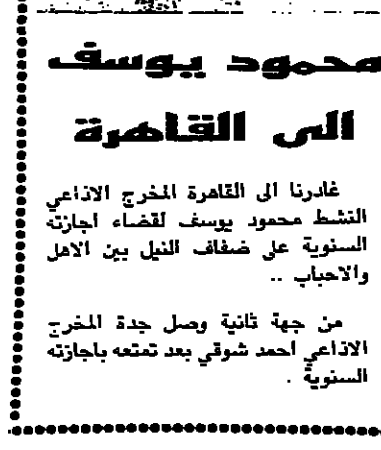 محمود يوسف
الى القاهرة
غادرنا الى القاهرة المخرج الاذاعي
النشط محمود يوسف لقضاء اجازته
السنوية على ضفاف النيل بين الاهل
والاحباب ..
من جهة ثانية وصل جدة المخرج
الاذاعي احمد شوقي بعد تمتعه باجازته
السنوية .